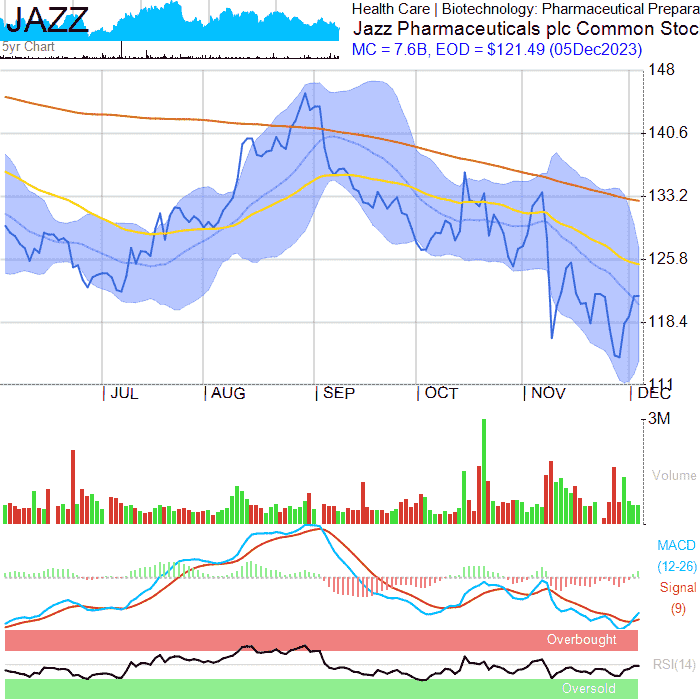 JAZZ
5yr Chart
Health Care | Biotechnology: Pharmaceutical Prepara
Jazz Pharmaceuticals plc Common Stoc
MC = 7.6B, EOD = $121.49 (05Dec2023)
148
140.6
133.2
125.8
118.4
111
JUL
AUG
SEP
OCT
NOV
DEC
3M
Volume
MACD
(12-26)
Signal
(9)
Overbought
RSI(14)
Oversold